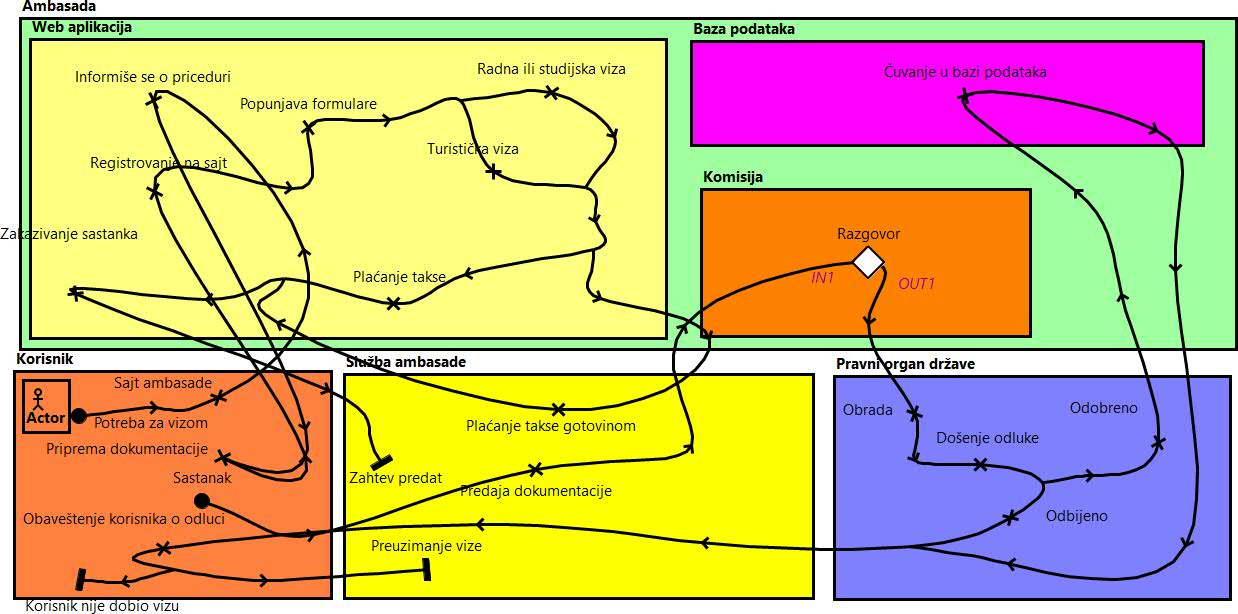 Ambasada
Web aplikacija
Baza podataka
Informiše se o priceduri
Radna ili studijska viza
Čuvanje u bazi podataka
Popunjava formulare
Turistička viza
Registrovanje na sajt
Komisija
Zakazivanje sastanka
Razgovor
Plaćanje takse
IN1
OUT1
Korisnik
Služba ambasade
Pravni organ države
Sajt ambasade
Actor
Potreba za vizom
Obrada
Odobreno
Plaćanje takse gotovinom
Došenje odluke
Priprema dokumentacije
Sastanak
Zahtev predat
Predaja dokumentacije
Obaveštenje korisnika o odluci
Odbijeno
Preuzimanje vize
Korisnik nije dobio vizu